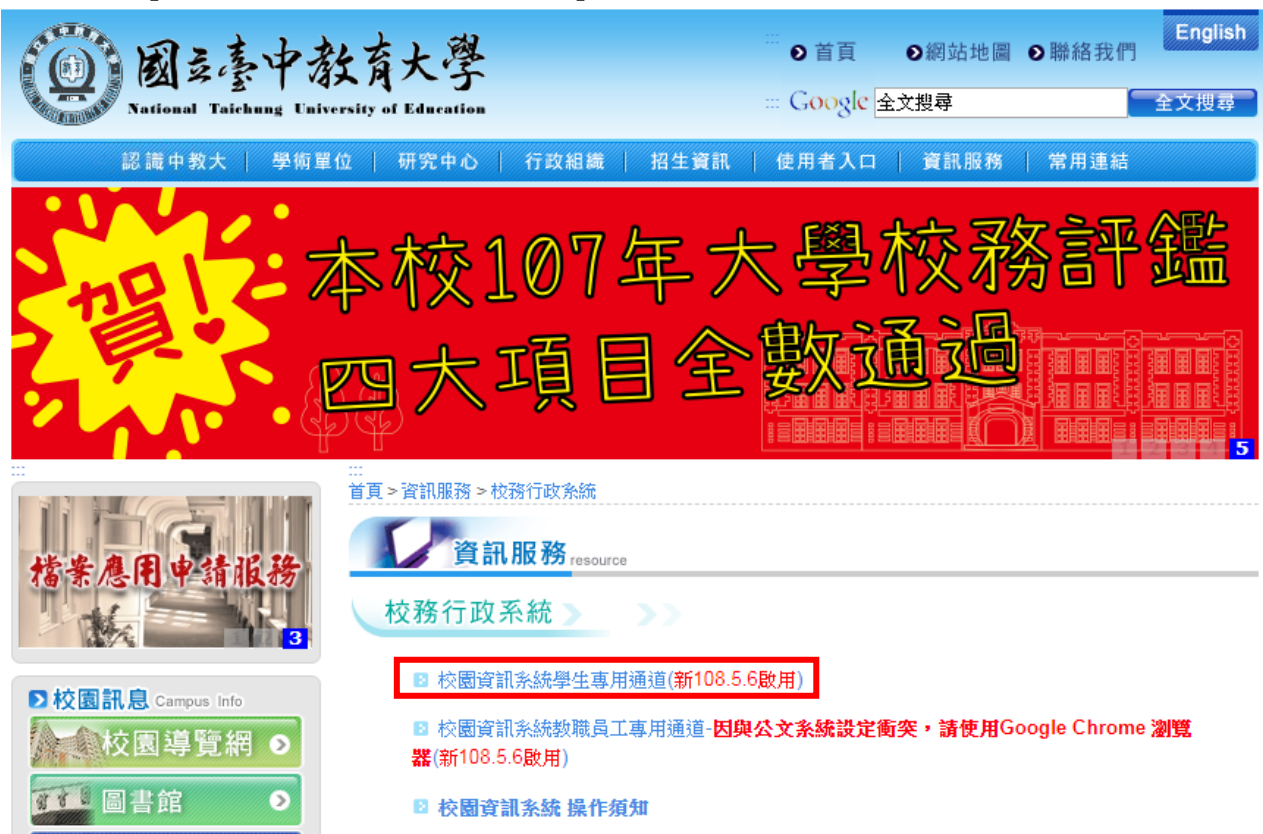 English
國立臺中教育大學
National Taichung University of Education
首頁 網站地圖 聯絡我們
Google 全文搜尋 全文搜尋
認識中教大 | 學術單位 | 研究中心 | 行政組織 | 招生資訊 | 使用者入口 | 資訊服務 | 常用連結
賀!
本校107年大學校務評鑑
四大項目全數通過
1 2 3 4 5
首頁 > 資訊服務 > 校務行政系統
檔案應用申請服務
1 2 3
資訊服務 resource
校務行政系統
校園資訊系統學生專用通道(新108.5.6啟用)
校園資訊系統教職員工專用通道-因與公文系統設定衝突，請使用Google Chrome 瀏覽
器(新108.5.6啟用)
校園資訊系統 操作須知
校園訊息 Campus Info
校園導覽網
圖書館